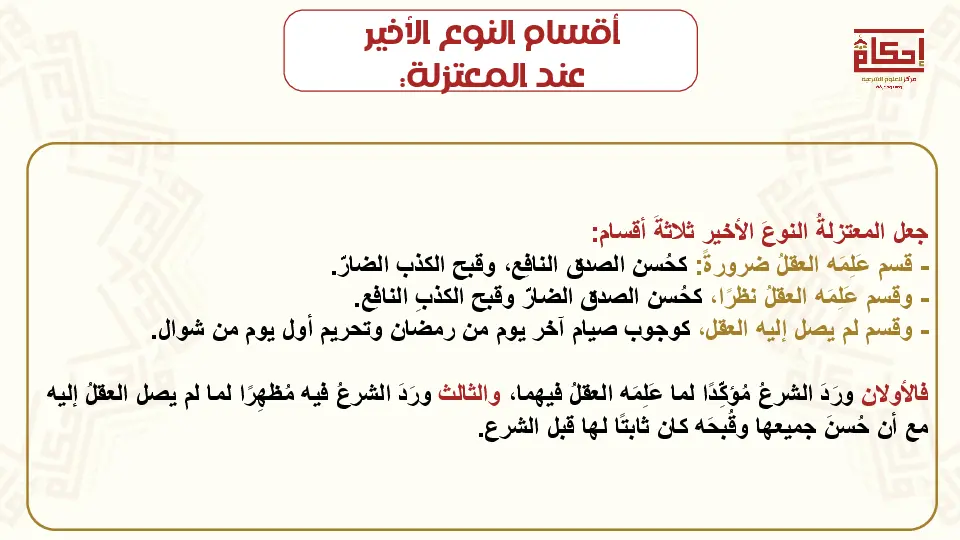 أقسام النوع الأخير
عند المعتزلة:
إحكام
مركز للعلوم الشرعية
جعل المعتزلةُ النوعَ الأخير ثلاثةَ أقسام:
- قسم عَلِمَه العقلُ ضرورةً: كحُسن الصدق النافِع، وقبح الكذب الضارّ.
- وقسم عَلِمَه العقلُ نظرًا، كحُسن الصدق الضارّ وقبح الكذبِ النافِع.
- وقسم لم يصل إليه العقل، كوجوب صيام آخر يوم من رمضان وتحريم أول يوم من شوال.
فالأولان ورَدَ الشرعُ مُؤكِّدًا لما عَلِمَه العقلُ فيهما، والثالث ورَدَ الشرعُ فيه مُظهِرًا لما لم يصل العقلُ إليه
مع أن حُسنَ جميعها وقُبحَه كان ثابتًا لها قبل الشرع.